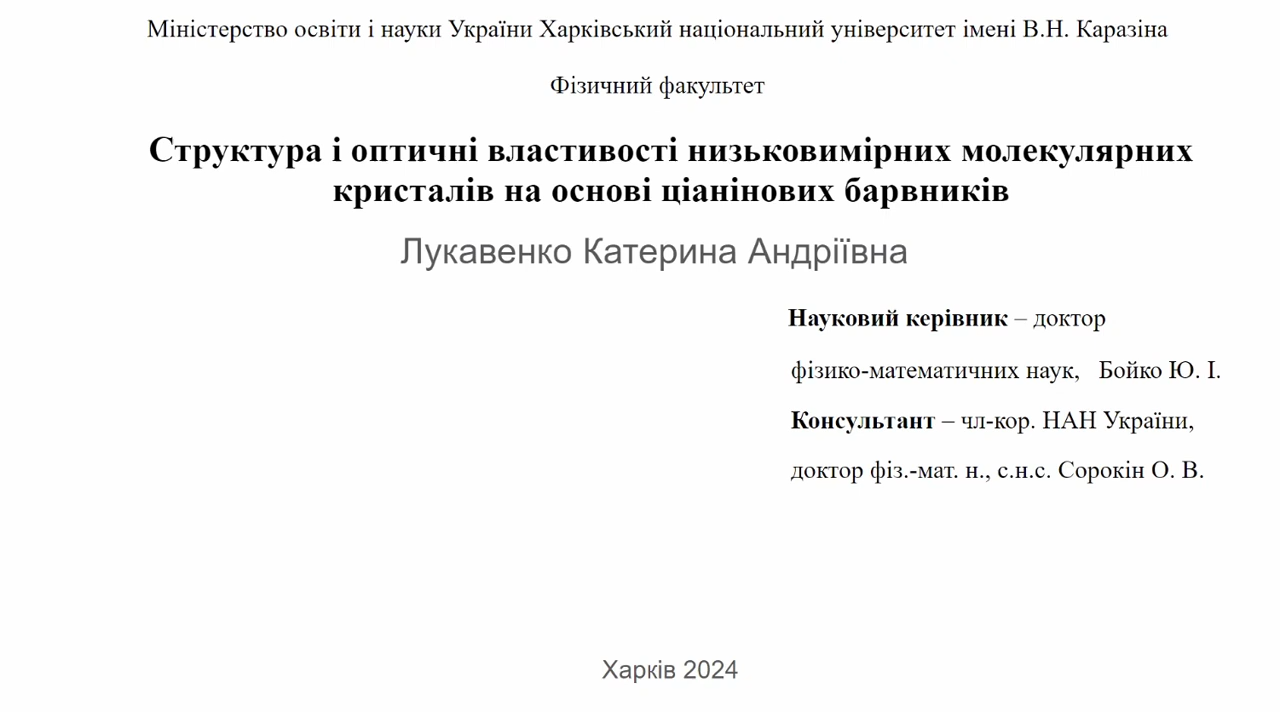 Міністерство освіти і науки України Харківський національний університет імені В.Н. Каразіна
Фізичний факультет
Структура і оптичні властивості низьковимірних молекулярних
кристалів на основі ціанінових барвників
Лукавенко Катерина Андріївна
Науковий керівник – доктор
фізико-математичних наук, Бойко Ю. І.
Консультант – чл-кор. НАН України,
доктор фіз.-мат. н., с.н.с. Сорокін О. В.
Харків 2024